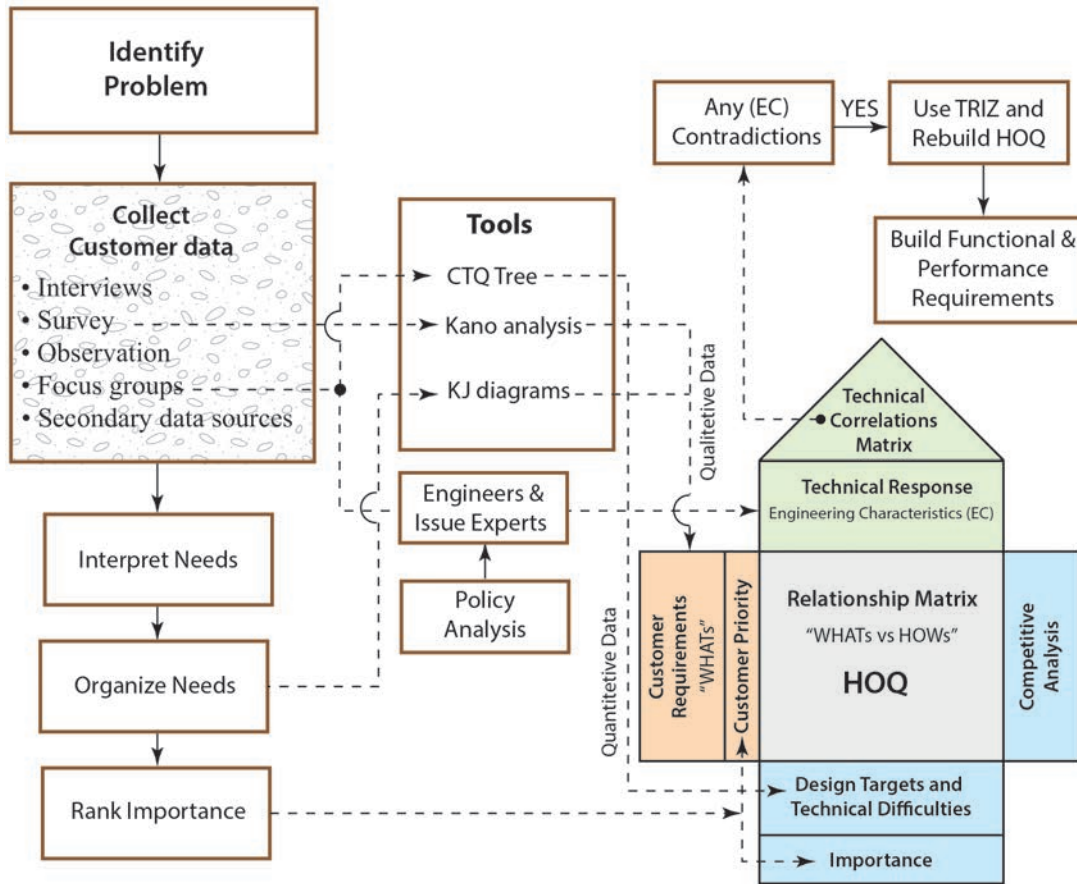 Identify
Problem
Collect
Customer data
• Interviews
• Survey
• Observation
• Focus groups
• Secondary data sources
Interpret Needs
Organize Needs
Rank Importance
Tools
CTQ Tree
Kano analysis
KJ diagrams
Engineers &
Issue Experts
Policy
Analysis
Qualitetive Data
Quantitetive Data
Any (EC)
Contradictions
YES
Use TRIZ and
Rebuild HOQ
Build Functional &
Performance
Requirements
Technical
Correlations
Matrix
Technical Response
Engineering Characteristics (EC)
Customer
Requirements
"WHATs"
Customer Priority
Relationship Matrix
"WHATs vs HOWs"
HOQ
Competitive
Analysis
Design Targets and
Technical Difficulties
Importance